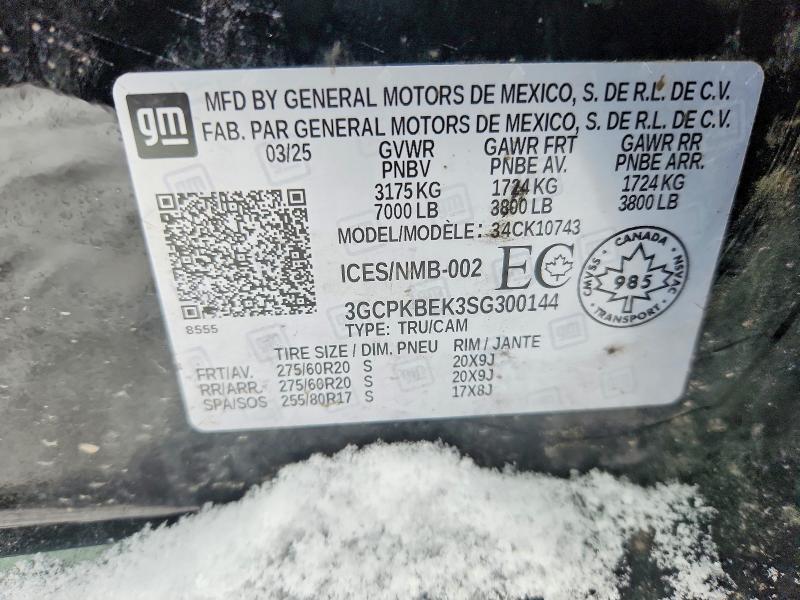 gm
MFD BY GENERAL MOTORS DE MEXICO, S. DE R.L. DE C.V.
FAB. PAR GENERAL MOTORS DE MEXICO, S. DE R.L. DE C.V.
03/25 GVWR GAWR FRT GAWR RR
PNBV PNBE AV. PNBE ARR.
3175 KG 1724 KG 1724 KG
7000 LB 3800 LB 3800 LB
MODEL/MODÈLE: 34CK10743
ICES/NMB-002 EC
CANADA
CMVSS 985 NSVAC
TRANSPORT
3GCPKBEK3SG300144
8555
TYPE: TRU/CAM
TIRE SIZE / DIM. PNEU RIM / JANTE
FRT/AV. 275/60R20 S 20X9J
RR/ARR. 275/60R20 S 20X9J
SPA/SOS 255/80R17 S 17X8J